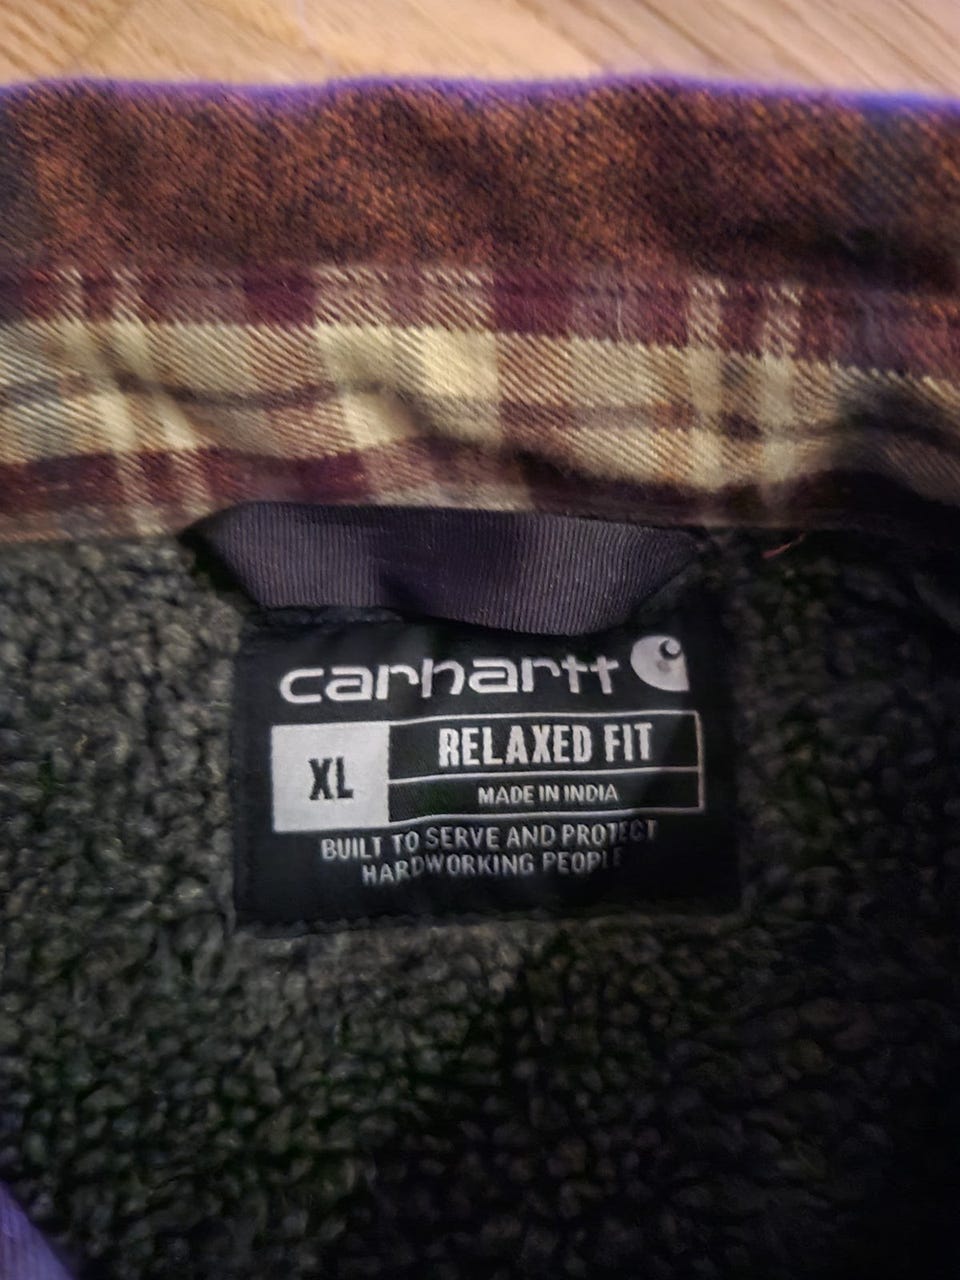 carhartt
XL
RELAXED FIT
MADE IN INDIA
BUILT TO SERVE AND PROTECT
HARDWORKING PEOPLE